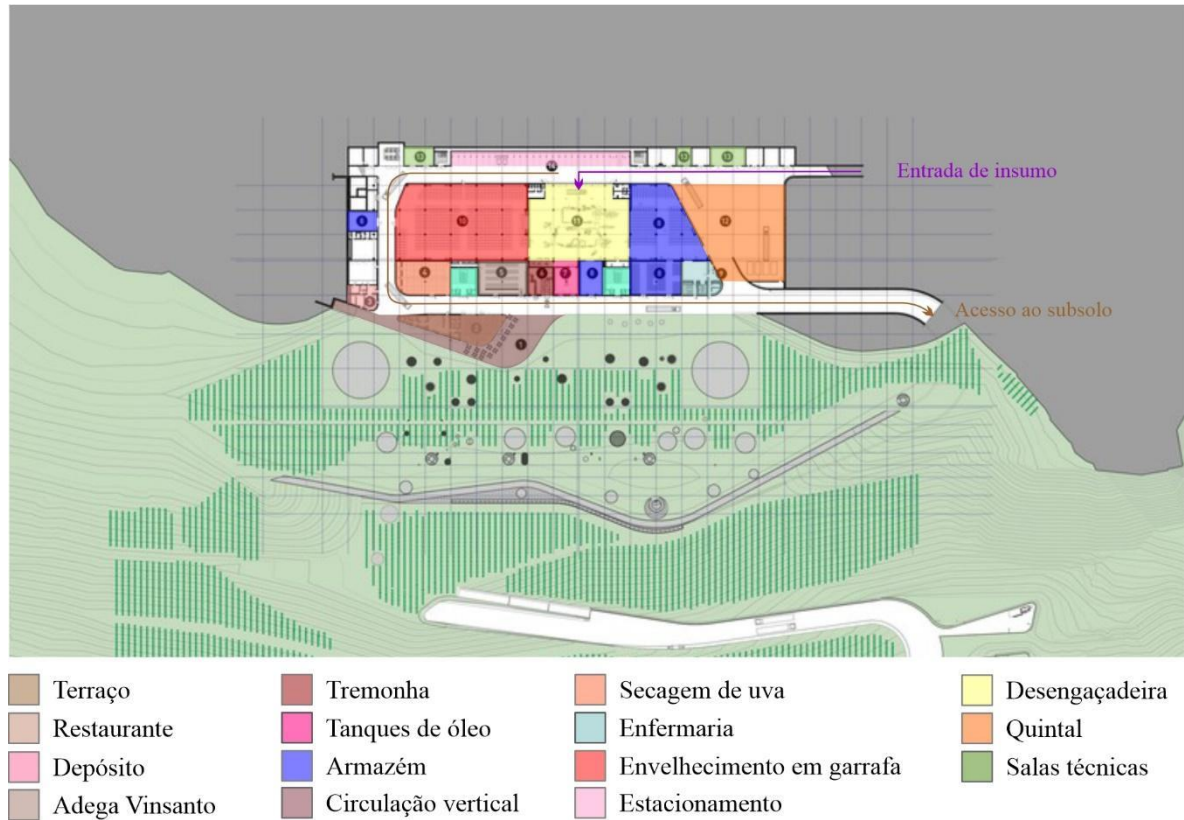 Entrada de insumo
Acesso ao subsolo
Terraço
Tremonha
Secagem de uva
Desengaçadeira
Restaurante
Tanques de óleo
Enfermaria
Quintal
Depósito
Armazém
Envelhecimento em garrafa
Salas técnicas
Adega Vinsanto
Circulação vertical
Estacionamento